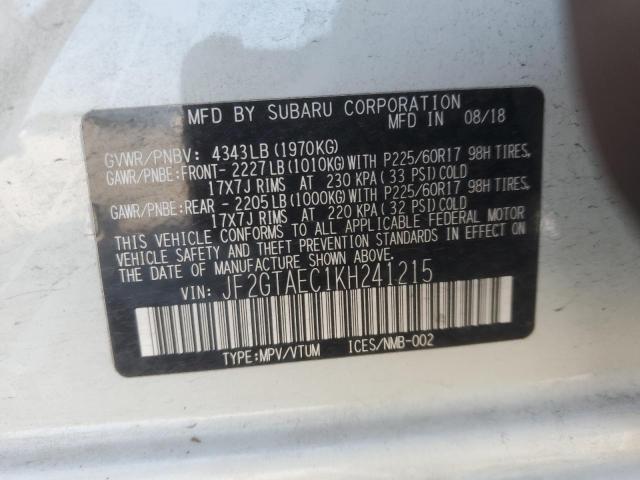 MFD BY SUBARU CORPORATION
MFD IN 08/18
GVWR/PNBV: 4343LB(1970KG)
GAWR/PNBE:FRONT- 2227LB(1010KG)WITH P225/60R17 98H TIRES,
17X7J RIMS AT 230 KPA(33 PSI)COLD
GAWR/PNBE:REAR - 2205LB(1000KG)WITH P225/60R17 98H TIRES,
17X7J RIMS AT 220 KPA(32 PSI)COLD
THIS VEHICLE CONFORMS TO ALL APPLICABLE FEDERAL MOTOR
VEHICLE SAFETY AND THEFT PREVENTION STANDARDS IN EFFECT
ON THE DATE OF MANUFACTURE SHOWN ABOVE.
VIN: JF2GTAEC1KH241215
TYPE:MPV/VTUM ICES/NMB-002